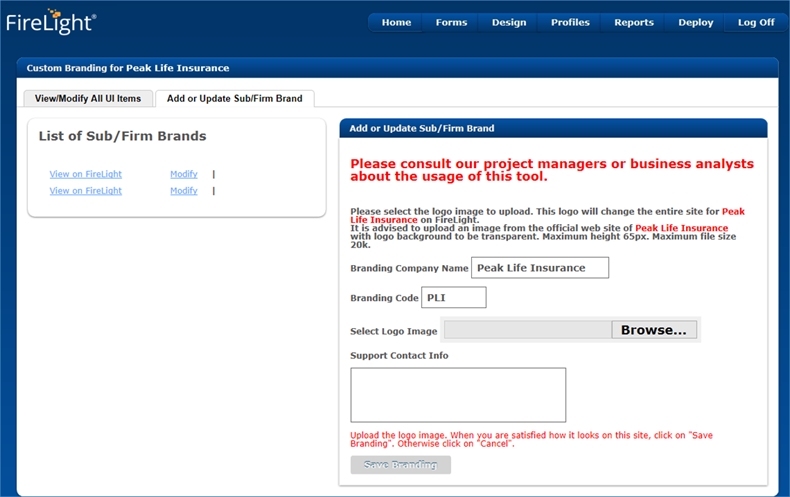 FireLight®
Home Forms Design Profiles Reports Deploy Log Off
Custom Branding for Peak Life Insurance
View/Modify All UI Items Add or Update Sub/Firm Brand
List of Sub/Firm Brands
View on FireLight Modify |
View on FireLight Modify |
Add or Update Sub/Firm Brand
Please consult our project managers or business analysts
about the usage of this tool.
Please select the logo image to upload. This logo will change the entire site for Peak
Life Insurance on FireLight.
It is advised to upload an image from the official web site of Peak Life Insurance
with logo background to be transparent. Maximum height 65px. Maximum file size
20k.
Branding Company Name Peak Life Insurance
Branding Code PLI
Select Logo Image Browse...
Support Contact Info
Upload the logo image. When you are satisfied how it looks on this site, click on "Save
Branding". Otherwise click on "Cancel".
Save Branding